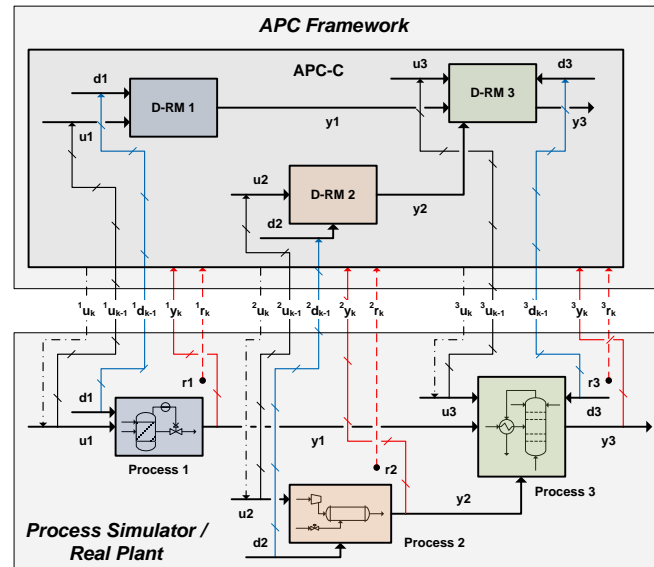 APC Framework
APC-C
u3
d3
d1
D-RM 1
D-RM 3
y1
y3
u1
u2
D-RM 2
y2
d2
¹uₖ ¹uₖ₋₁ ¹dₖ₋₁ ¹yₖ ¹rₖ ²uₖ ²uₖ₋₁ ²dₖ₋₁ ²yₖ ²rₖ ³uₖ ³uₖ₋₁ ³dₖ₋₁ ³yₖ ³rₖ
r1
r3
d1
u3
d3
u1
y1
y3
Process 1
r2
Process 3
u2
y2
d2
Process 2
Process Simulator /
Real Plant